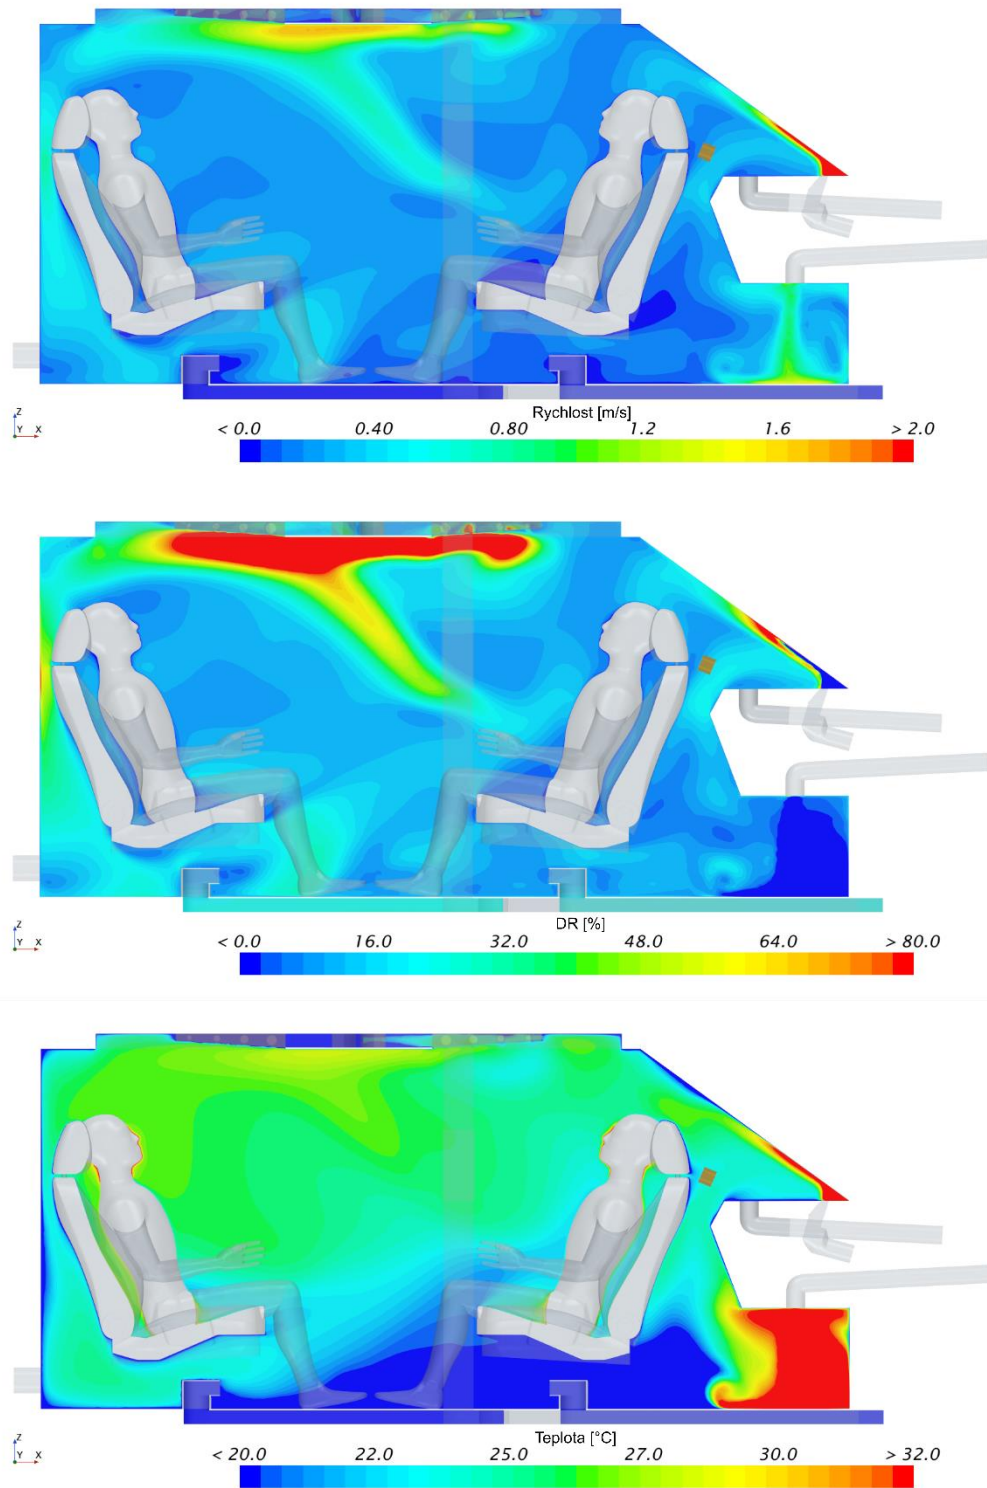 Z
Y X
Rychlost [m/s]
< 0.0 0.40 0.80 1.2 1.6 > 2.0
Z
Y X
DR [%]
< 0.0 16.0 32.0 48.0 64.0 > 80.0
Z
Y X
Teplota [°C]
< 20.0 22.0 25.0 27.0 30.0 > 32.0